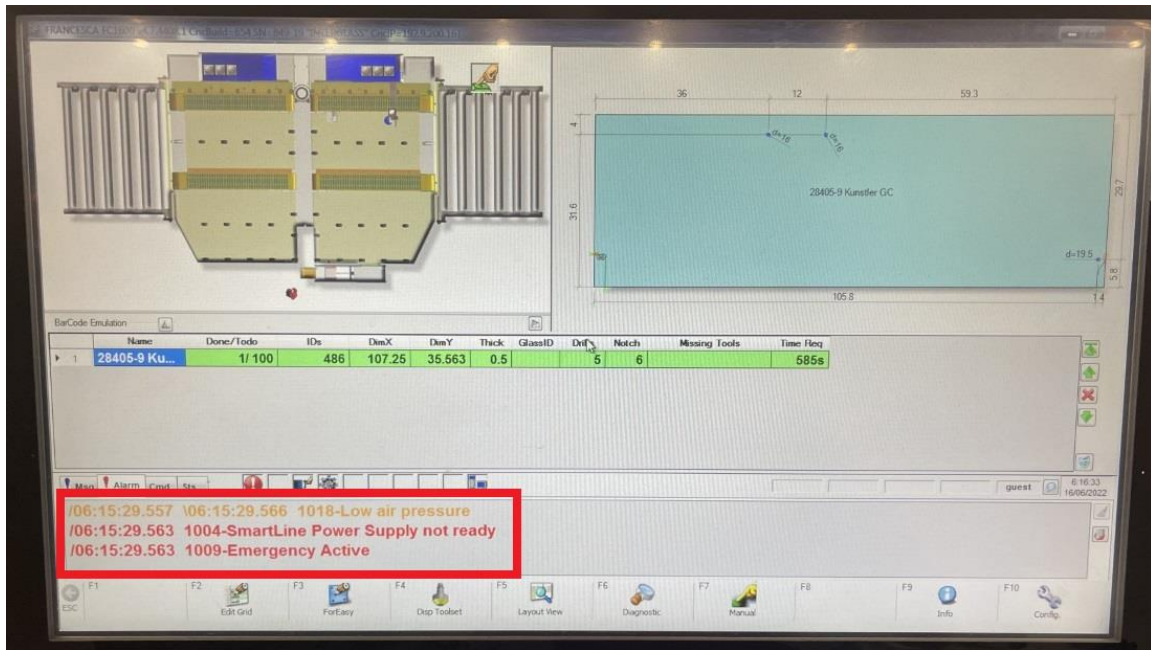 36 12 59.3
4
d=16 d=16
28405-9 Kunstler GC
31.6
29.7
d=19.5
5.8
105.8 1.4
BarCode Emulation
Name Done/Todo IDs DimX DimY Thick GlassID Drills Notch Missing Tools Time Req
1 28405-9 Ku... 1/ 100 486 107.25 35.563 0.5 5 6 585s
Msg Alarm Cmd Sts
guest 6:16:33
16/06/2022
/06:15:29.557 \06:15:29.566 1018-Low air pressure
/06:15:29.563 1004-SmartLine Power Supply not ready
/06:15:29.563 1009-Emergency Active
F1 F2 F3 F4 F5 F6 F7 F8 F9 F10
ESC Edit Grid ForEasy Disp Toolset Layout View Diagnostic Manual Info Config.